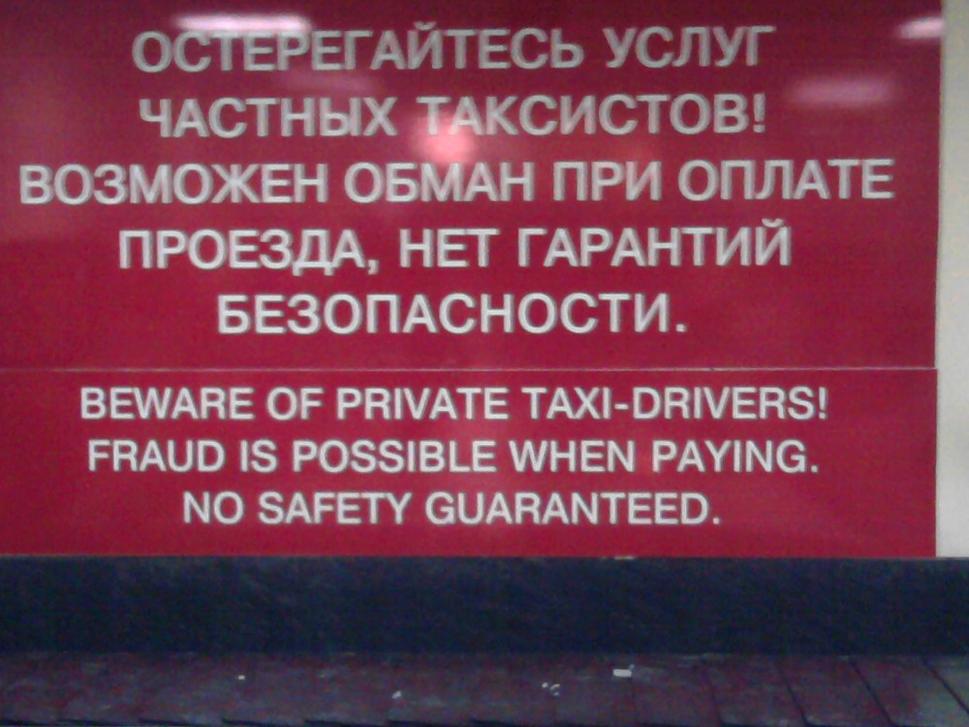 ОСТЕРЕГАЙТЕСЬ УСЛУГ
ЧАСТНЫХ ТАКСИСТОВ!
ВОЗМОЖЕН ОБМАН ПРИ ОПЛАТЕ
ПРОЕЗДА, НЕТ ГАРАНТИЙ
БЕЗОПАСНОСТИ.
BEWARE OF PRIVATE TAXI-DRIVERS!
FRAUD IS POSSIBLE WHEN PAYING.
NO SAFETY GUARANTEED.